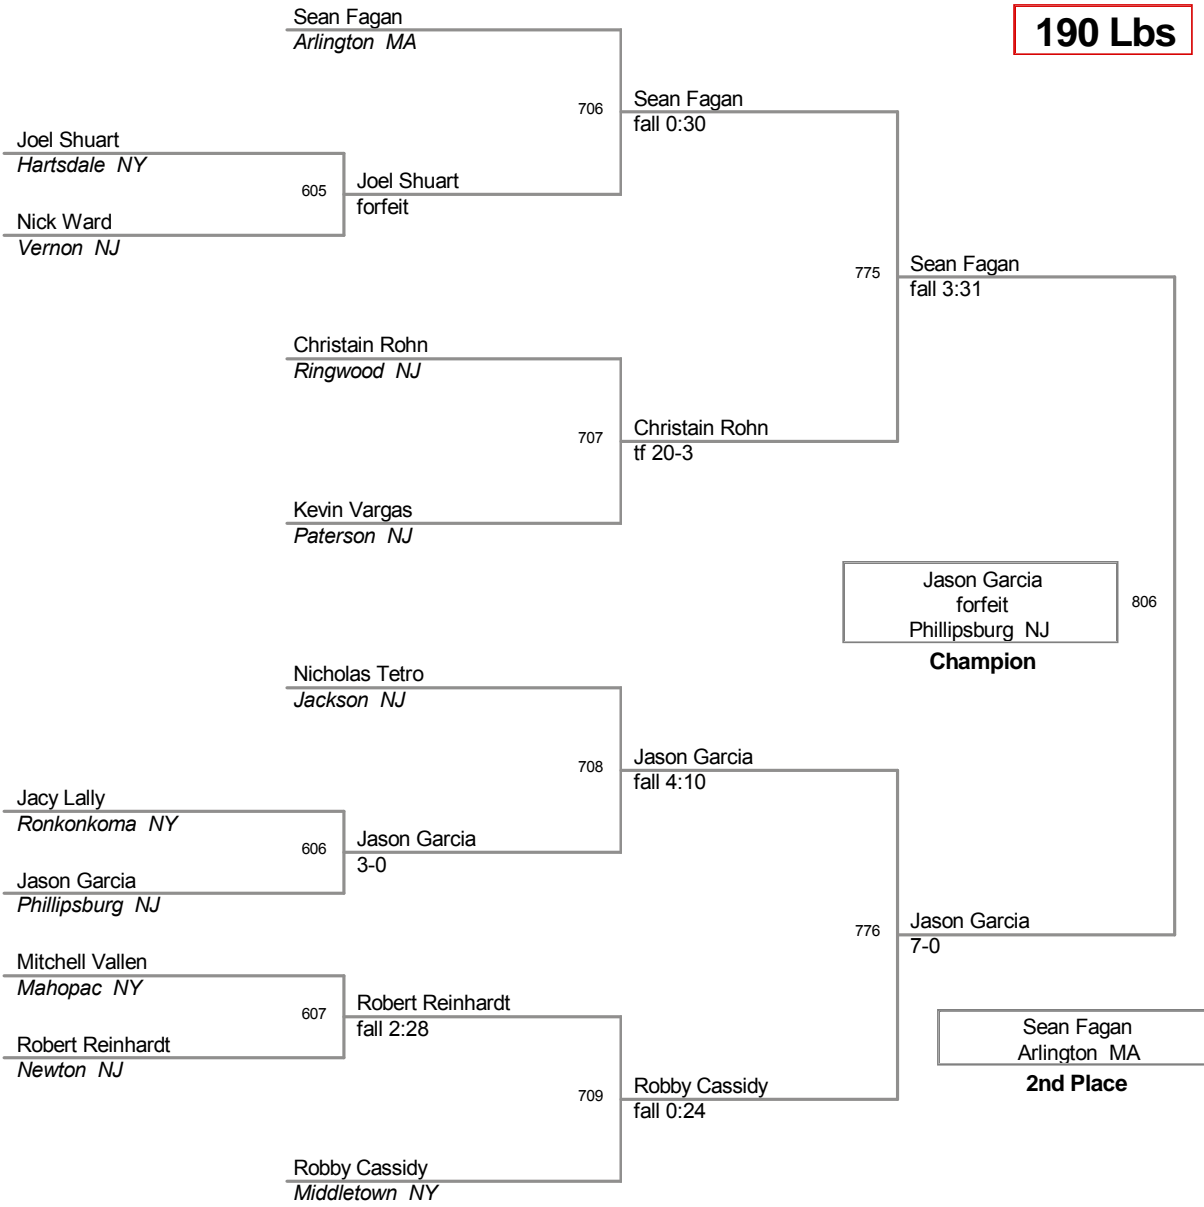 Sean Fagan
Arlington MA
190 Lbs
706
Sean Fagan
fall 0:30
Joel Shuart
Hartsdale NY
605
Joel Shuart
forfeit
Nick Ward
Vernon NJ
775
Sean Fagan
fall 3:31
Christain Rohn
Ringwood NJ
707
Christain Rohn
tf 20-3
Kevin Vargas
Paterson NJ
Jason Garcia
forfeit
Phillipsburg NJ
806
Champion
Nicholas Tetro
Jackson NJ
708
Jason Garcia
fall 4:10
Jacy Lally
Ronkonkoma NY
606
Jason Garcia
3-0
Jason Garcia
Phillipsburg NJ
776
Jason Garcia
7-0
Mitchell Vallen
Mahopac NY
607
Robert Reinhardt
fall 2:28
Robert Reinhardt
Newton NJ
Sean Fagan
Arlington MA
2nd Place
709
Robby Cassidy
fall 0:24
Robby Cassidy
Middletown NY